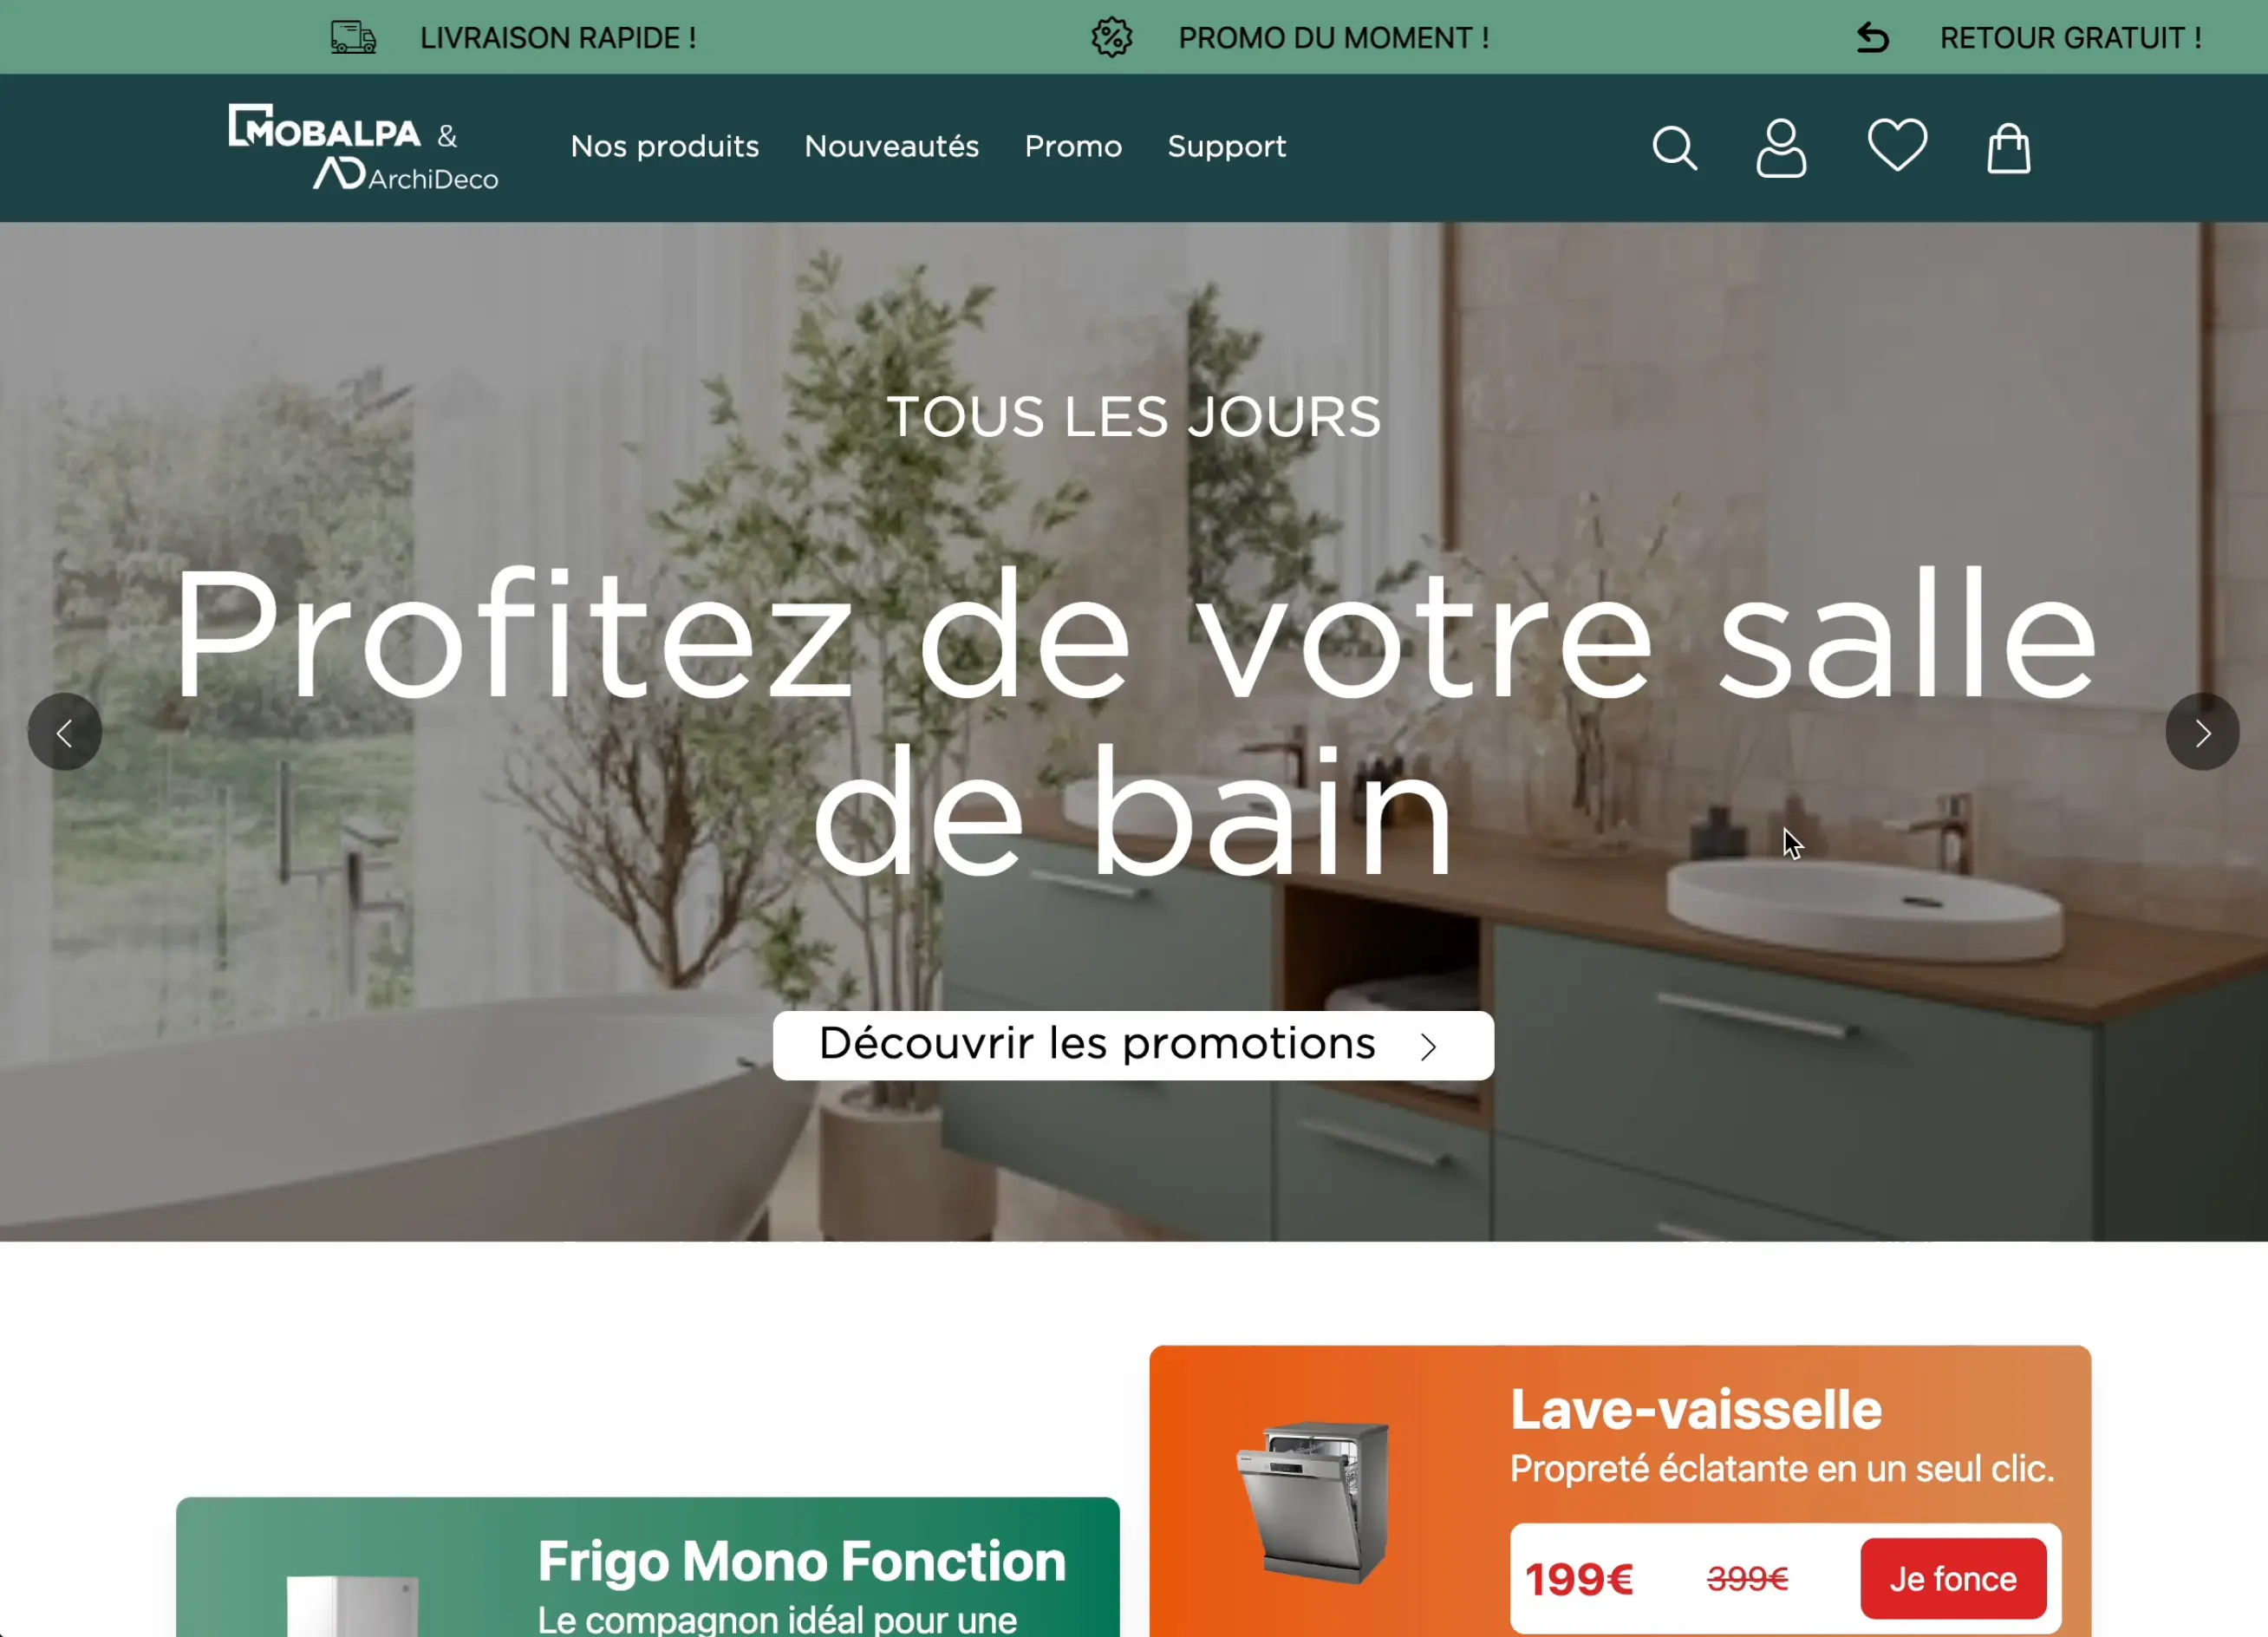 LIVRAISON RAPIDE !
PROMO DU MOMENT !
RETOUR GRATUIT !
MOBALPA &
AD ArchiDeco
Nos produits
Nouveautés
Promo
Support
TOUS LES JOURS
Profitez de votre salle
de bain
Découvrir les promotions
Lave-vaisselle
Propreté éclatante en un seul clic.
199€
399€
Je fonce
Frigo Mono Fonction
Le compagnon idéal pour une